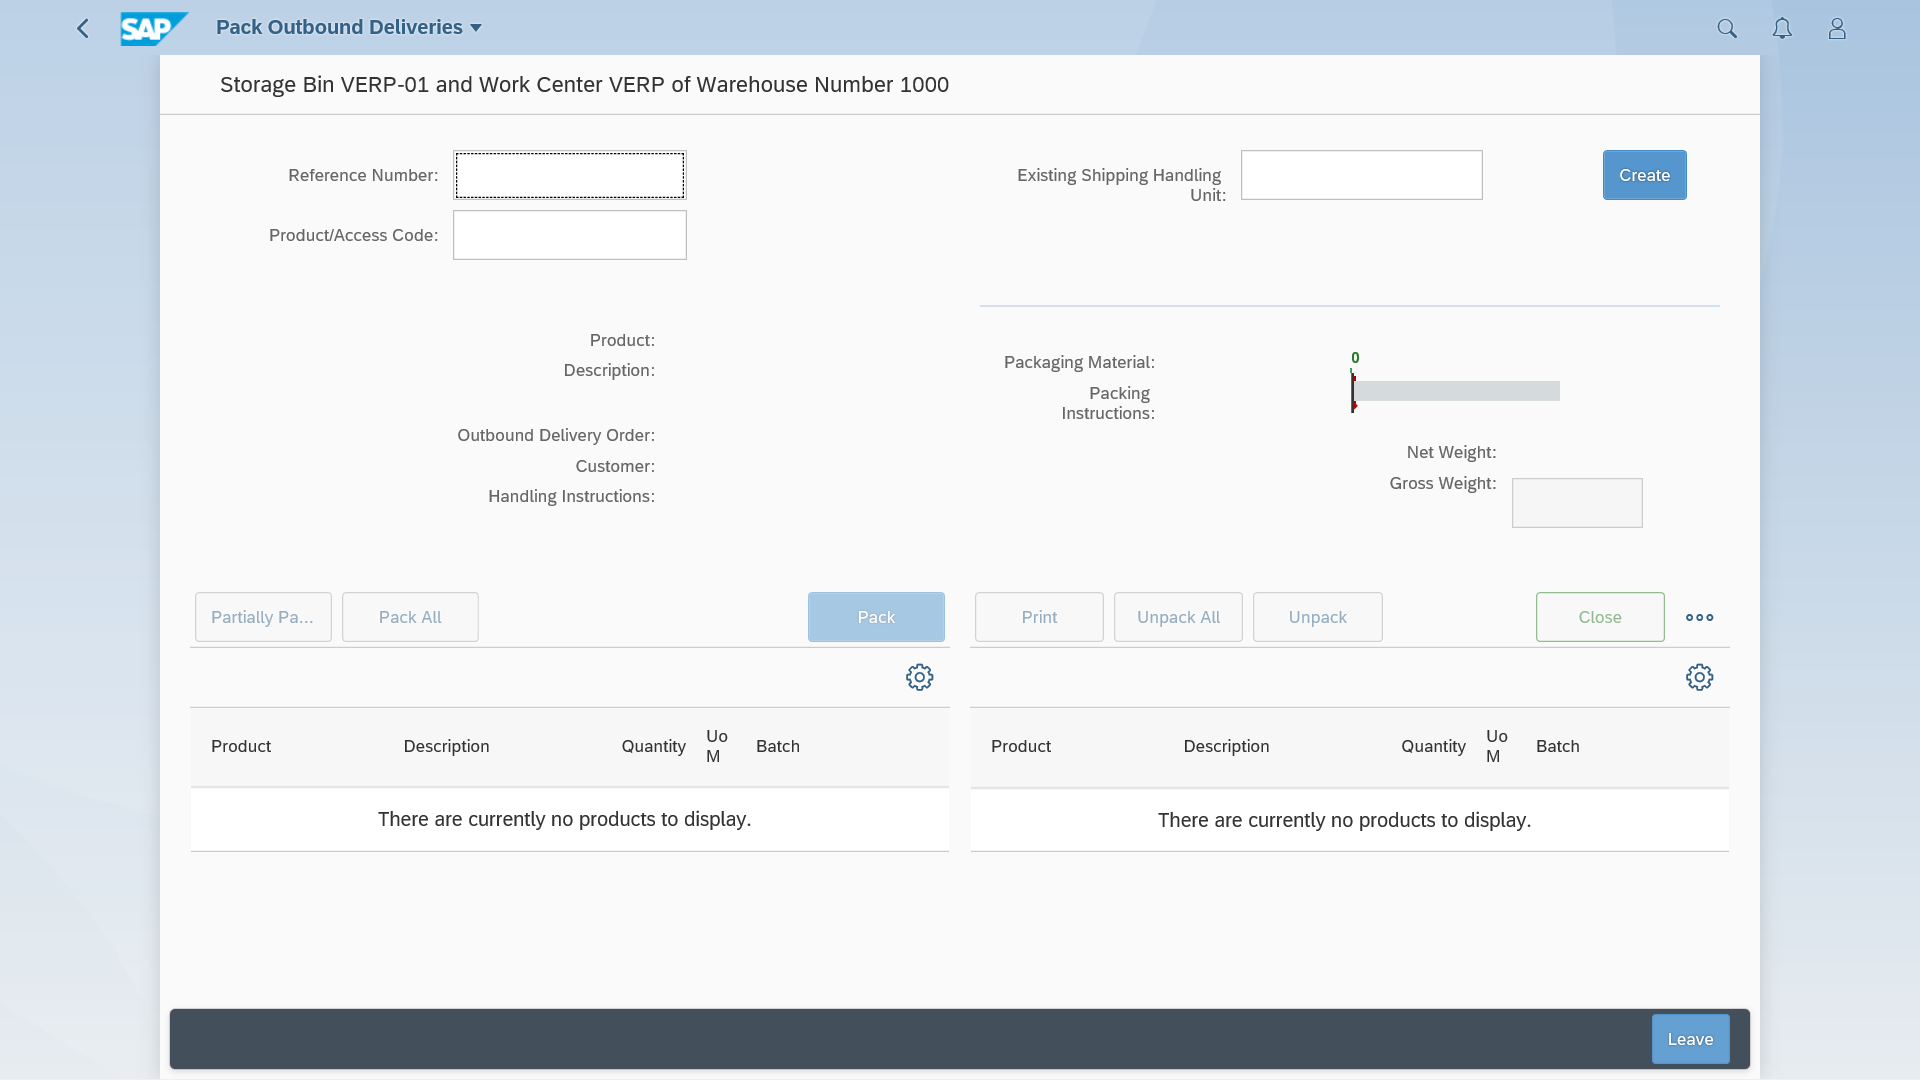 SAP Pack Outbound Deliveries
Storage Bin VERP-01 and Work Center VERP of Warehouse Number 1000
Reference Number:
Product/Access Code:
Existing Shipping Handling
Unit:
Create
Product:
Description:
Outbound Delivery Order:
Customer:
Handling Instructions:
Packaging Material:
Packing
Instructions:
0
Net Weight:
Gross Weight:
Partially Pa... Pack All Pack
Print Unpack All Unpack Close
Product Description Quantity Uo
M Batch
There are currently no products to display.
Product Description Quantity Uo
M Batch
There are currently no products to display.
Leave